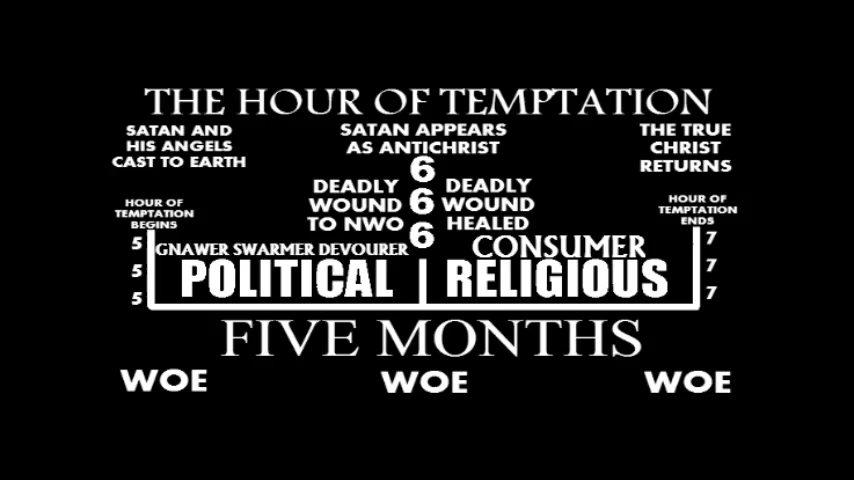 THE HOUR OF TEMPTATION
SATAN AND
HIS ANGELS
CAST TO EARTH
SATAN APPEARS
AS ANTICHRIST
THE TRUE
CHRIST
RETURNS
6
6
6
DEADLY
WOUND
TO NWO
DEADLY
WOUND
HEALED
HOUR OF
TEMPTATION
BEGINS
HOUR OF
TEMPTATION
ENDS
5
5
5
GNAWER SWARMER DEVOURER
POLITICAL
CONSUMER
RELIGIOUS
7
7
7
FIVE MONTHS
WOE
WOE
WOE